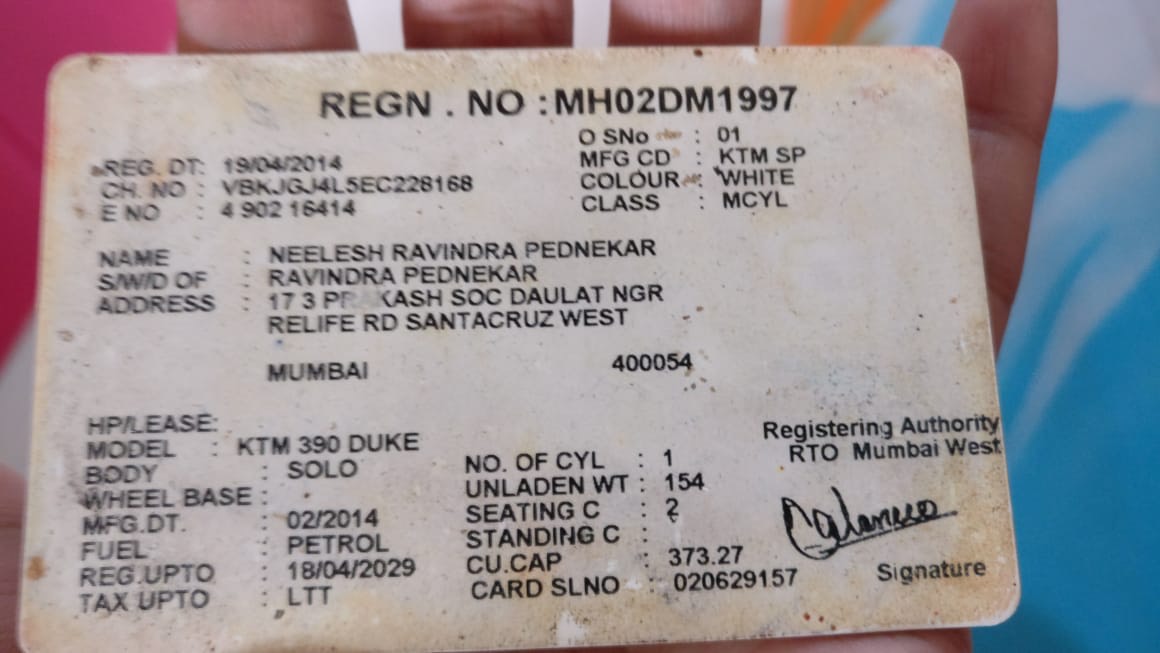 REGN . NO : MH02DM1997
O SNo : 01
REG. DT: 19/04/2014 MFG CD : KTM SP
CH. NO : VBKJGJ4L5EC228168 COLOUR : WHITE
E NO : 4 902 16414 CLASS : MCYL
NAME : NEELESH RAVINDRA PEDNEKAR
S/W/D OF : RAVINDRA PEDNEKAR
ADDRESS : 17 3 PRAKASH SOC DAULAT NGR
RELIFE RD SANTACRUZ WEST
MUMBAI 400054
HP/LEASE:
MODEL : KTM 390 DUKE
BODY : SOLO
WHEEL BASE :
MFG.DT. : 02/2014
FUEL : PETROL
REG.UPTO : 18/04/2029
TAX UPTO : LTT
NO. OF CYL : 1
UNLADEN WT : 154
SEATING C : 2
STANDING C :
CU.CAP : 373.27
CARD SLNO : 020629157
Registering Authority
RTO Mumbai West
Signature